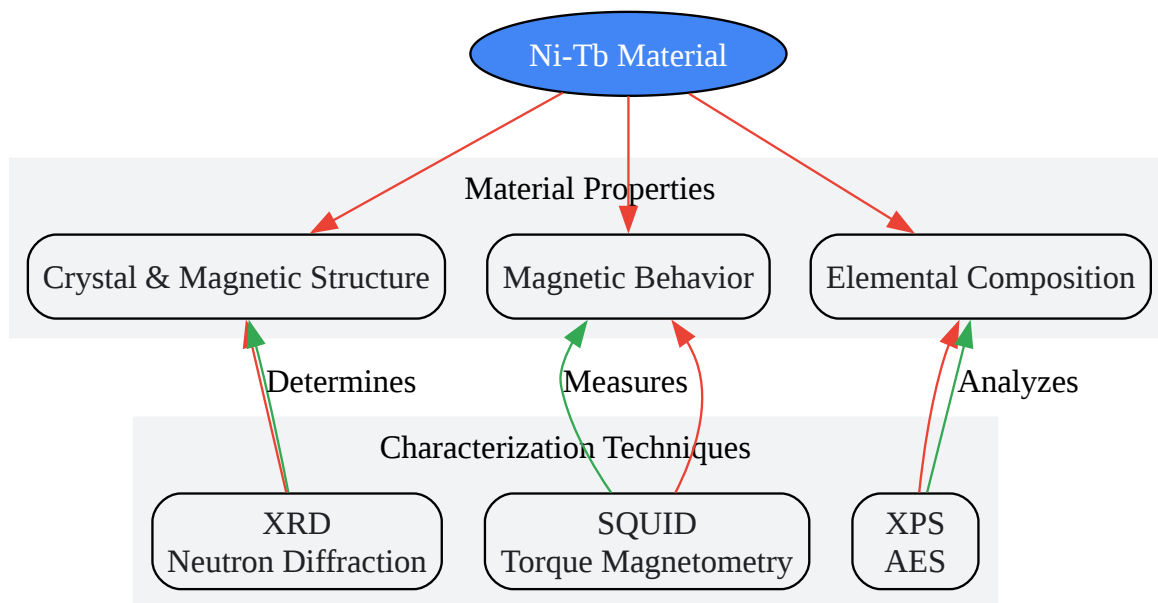 Ni-Tb Material
Material Properties
Crystal & Magnetic Structure
Magnetic Behavior
Elemental Composition
Determines
Measures
Analyzes
Characterization Techniques
XRD
Neutron Diffraction
SQUID
Torque Magnetometry
XPS
AES